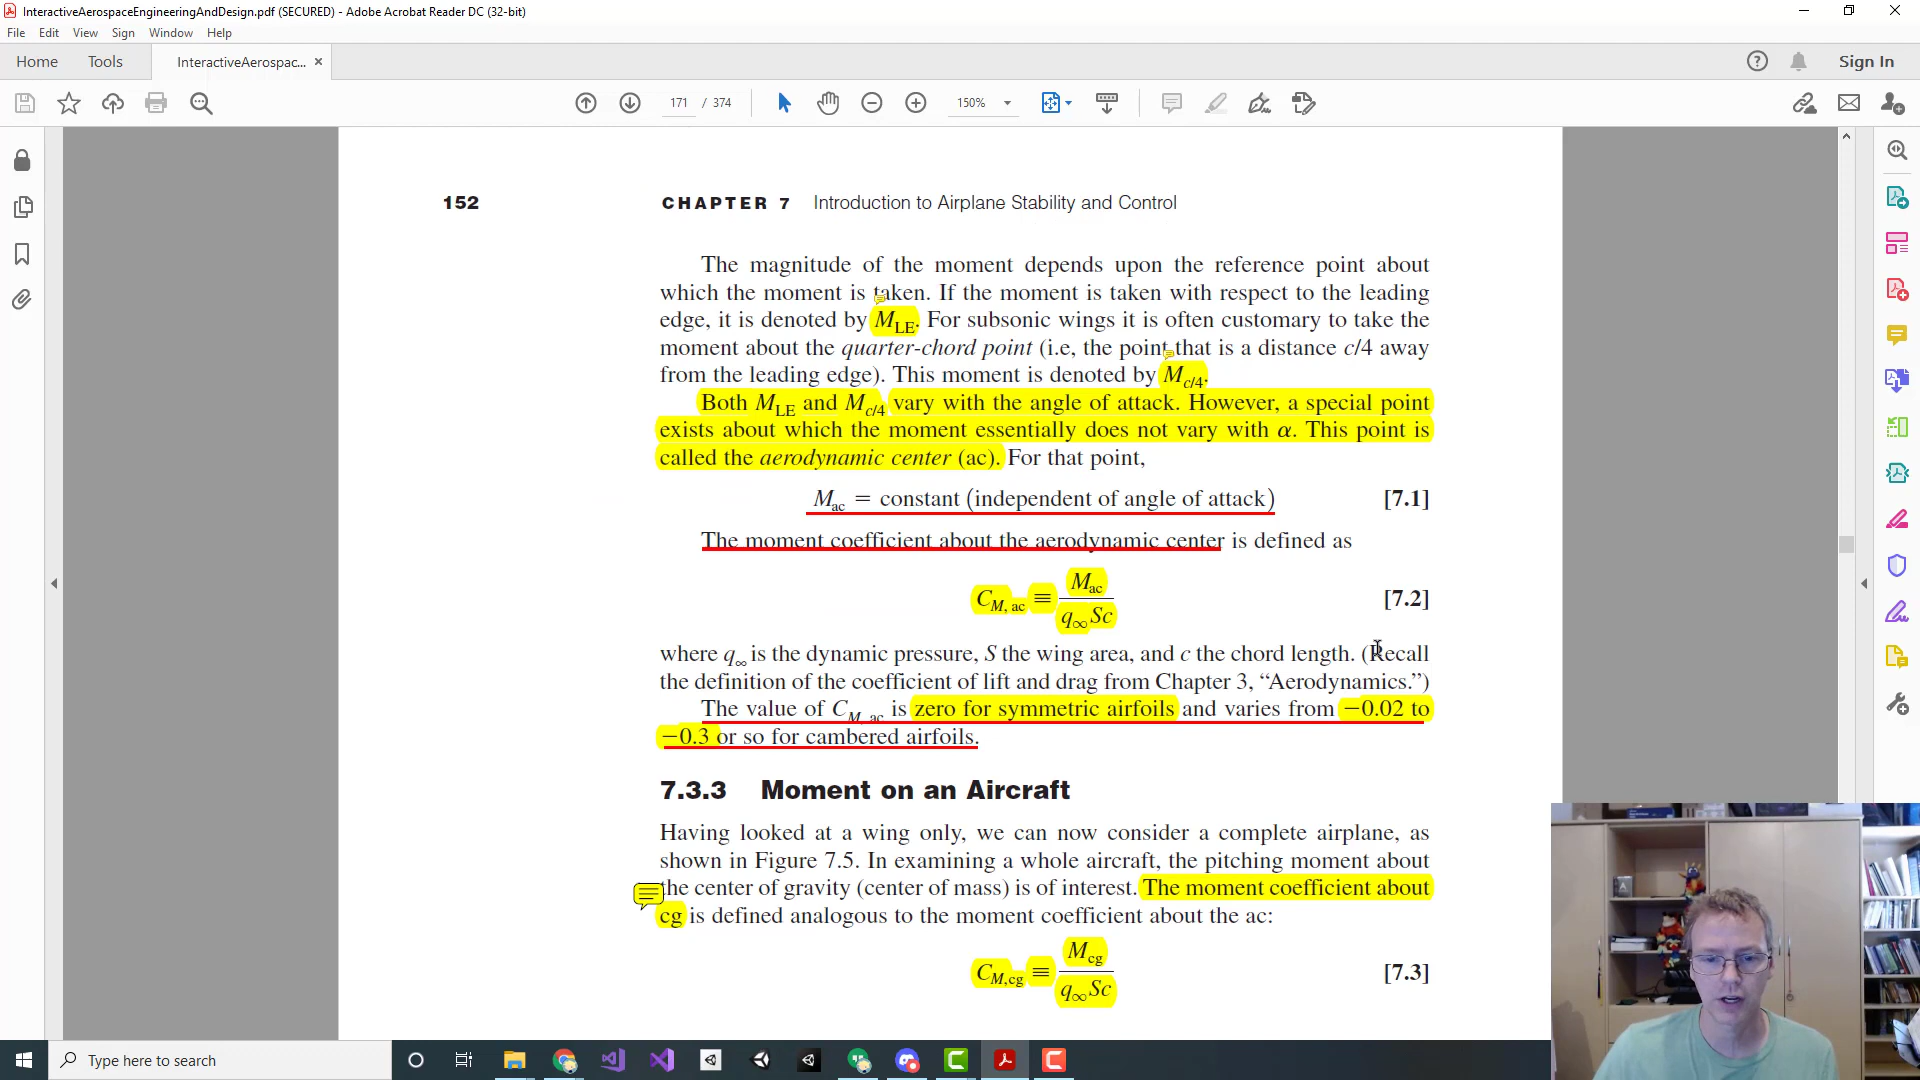 InteractiveAerospaceEngineeringAndDesign.pdf (SECURED) - Adobe Acrobat Reader DC (32-bit)
File Edit View Sign Window Help
Home Tools InteractiveAerospac... × Sign In
171 / 374 150%
152 CHAPTER 7 Introduction to Airplane Stability and Control
The magnitude of the moment depends upon the reference point about
which the moment is taken. If the moment is taken with respect to the leading
edge, it is denoted by M_LE. For subsonic wings it is often customary to take the
moment about the quarter-chord point (i.e, the point that is a distance c/4 away
from the leading edge). This moment is denoted by M_c/4.
Both M_LE and M_c/4 vary with the angle of attack. However, a special point
exists about which the moment essentially does not vary with α. This point is
called the aerodynamic center (ac). For that point,
M_ac = constant (independent of angle of attack) [7.1]
The moment coefficient about the aerodynamic center is defined as
C_M, ac ≡ M_ac / q_∞ Sc [7.2]
where q_∞ is the dynamic pressure, S the wing area, and c the chord length. (Recall
the definition of the coefficient of lift and drag from Chapter 3, “Aerodynamics.”)
The value of C_M, ac is zero for symmetric airfoils and varies from −0.02 to
−0.3 or so for cambered airfoils.
7.3.3 Moment on an Aircraft
Having looked at a wing only, we can now consider a complete airplane, as
shown in Figure 7.5. In examining a whole aircraft, the pitching moment about
the center of gravity (center of mass) is of interest. The moment coefficient about
cg is defined analogous to the moment coefficient about the ac:
C_M,cg ≡ M_cg / q_∞ Sc [7.3]
Type here to search